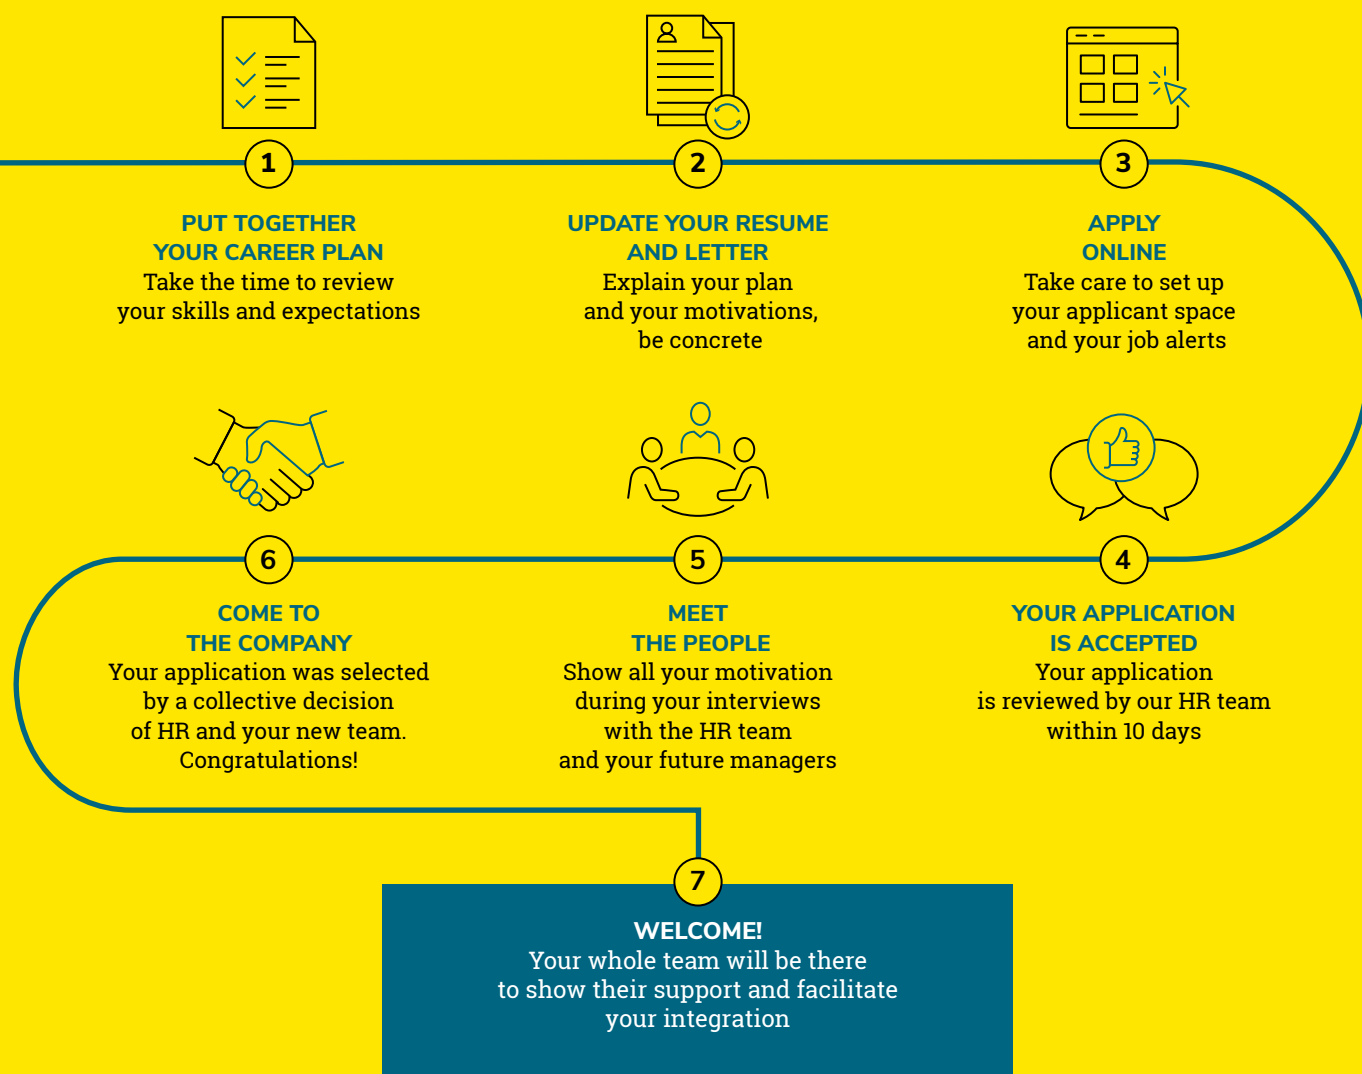 1
PUT TOGETHER
YOUR CAREER PLAN
Take the time to review
your skills and expectations
2
UPDATE YOUR RESUME
AND LETTER
Explain your plan
and your motivations,
be concrete
3
APPLY
ONLINE
Take care to set up
your applicant space
and your job alerts
4
YOUR APPLICATION
IS ACCEPTED
Your application
is reviewed by our HR team
within 10 days
5
MEET
THE PEOPLE
Show all your motivation
during your interviews
with the HR team
and your future managers
6
COME TO
THE COMPANY
Your application was selected
by a collective decision
of HR and your new team.
Congratulations!
7
WELCOME!
Your whole team will be there
to show their support and facilitate
your integration